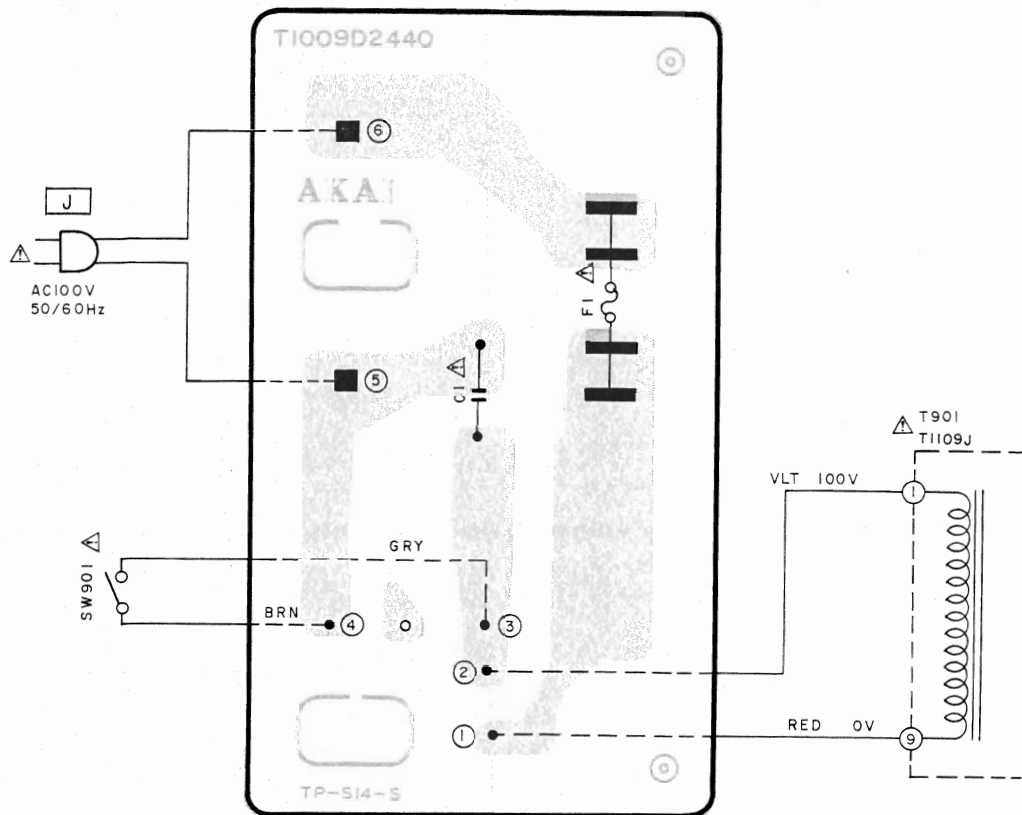 T1009D2440
6
AKAI
J
AC100V
50/60Hz
F1
5
C1
T901
T1109J
VLT 100V
1
GRY
SW901
BRN
4
3
2
RED 0V
1
9
TP-S14-S